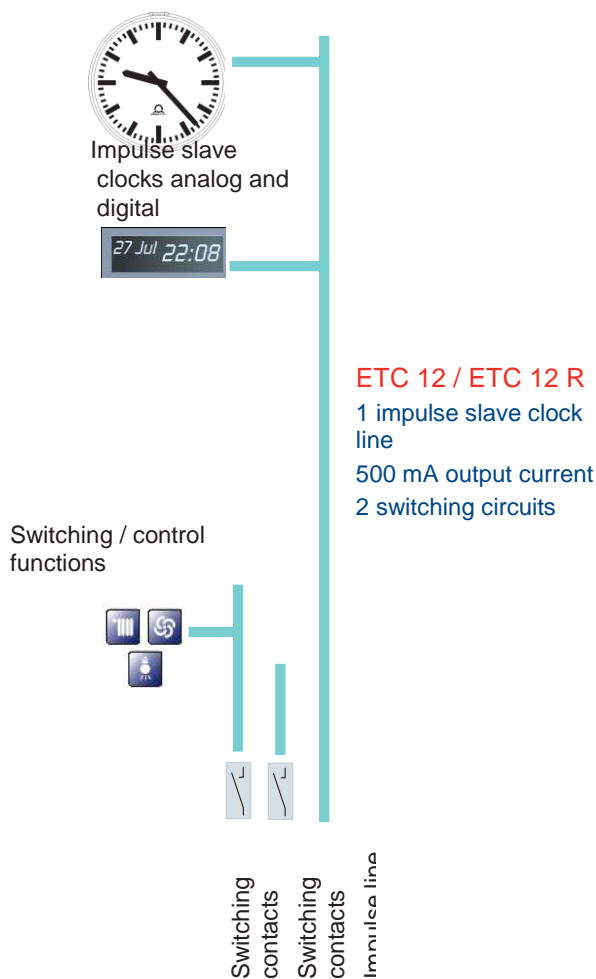 Impulse slave
clocks analog and
digital
27 Jul 22:08
ETC 12 / ETC 12 R
1 impulse slave clock
line
500 mA output current
2 switching circuits
Switching / control
functions
Switching
contacts
Switching
contacts
Impulse line